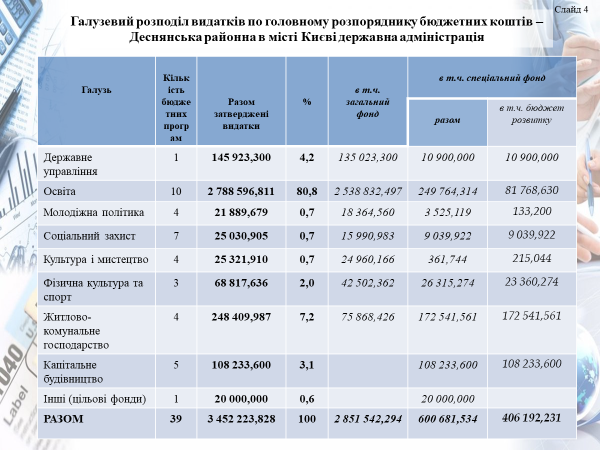 Слайд 4
Галузевий розподіл видатків по головному розпоряднику бюджетних коштів –
Деснянська районна в місті Києві державна адміністрація
Галузь
Кільк
ість
бюдже
тних
прогр
ам
Разом
затверджені
видатки
%
в т.ч.
загальний
фонд
в т.ч. спеціальний фонд
разом
в т.ч. бюджет
розвитку
Державне
управління
1 145 923,300 4,2 135 023,300 10 900,000 10 900,000
Освіта 10 2 788 596,811 80,8 2 538 832,497 249 764,314 81 768,630
Молодіжна політика 4 21 889,679 0,7 18 364,560 3 525,119 133,200
Соціальний захист 7 25 030,905 0,7 15 990,983 9 039,922 9 039,922
Культура і мистецтво 4 25 321,910 0,7 24 960,166 361,744 215,044
Фізична культура та
спорт
3 68 817,636 2,0 42 502,362 26 315,274 23 360,274
Житлово-
комунальне
господарство
4 248 409,987 7,2 75 868,426 172 541,561 172 541,561
Капітальне
будівництво
5 108 233,600 3,1 108 233,600 108 233,600
Інші (цільові фонди) 1 20 000,000 0,6 20 000,000
РАЗОМ 39 3 452 223,828 100 2 851 542,294 600 681,534 406 192,231
1040
Label